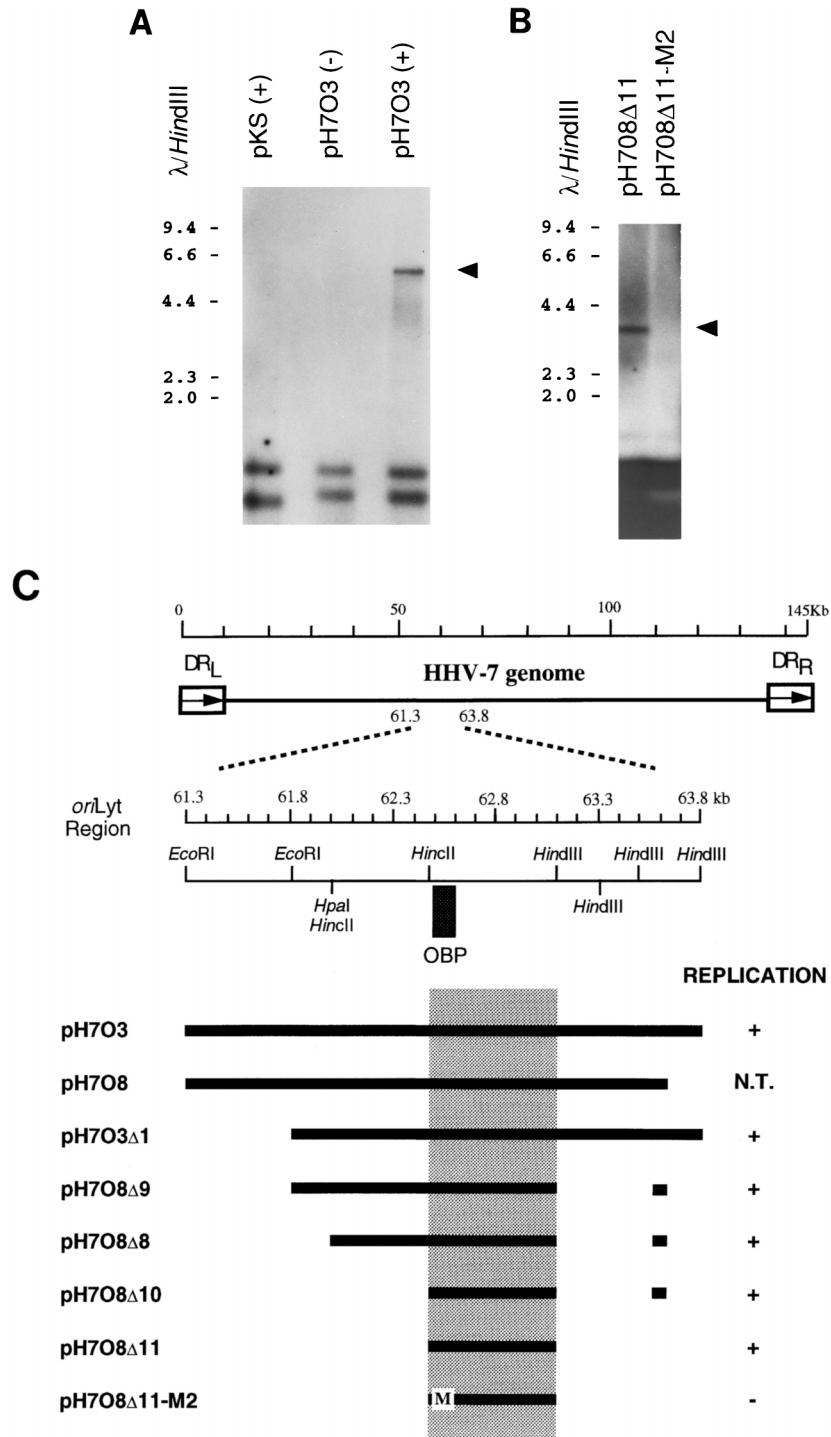 A
B
λ/HindIII
pKS (+)
pH7O3 (-)
pH7O3 (+)
9.4 -
6.6 -
4.4 -
2.3 -
2.0 -
λ/HindIII
pH708Δ11
pH708Δ11-M2
9.4 -
6.6 -
4.4 -
2.3 -
2.0 -
C
0 50 100 145Kb
DRL HHV-7 genome DRR
61.3 63.8
oriLyt Region
61.3 61.8 62.3 62.8 63.3 63.8 kb
EcoRI EcoRI HincII HindIII HindIII HindIII
HpaI HindIII
HincII
OBP
REPLICATION
pH7O3 +
pH7O8 N.T.
pH7O3Δ1 +
pH7O8Δ9 +
pH7O8Δ8 +
pH7O8Δ10 +
pH7O8Δ11 +
pH7O8Δ11-M2 M -